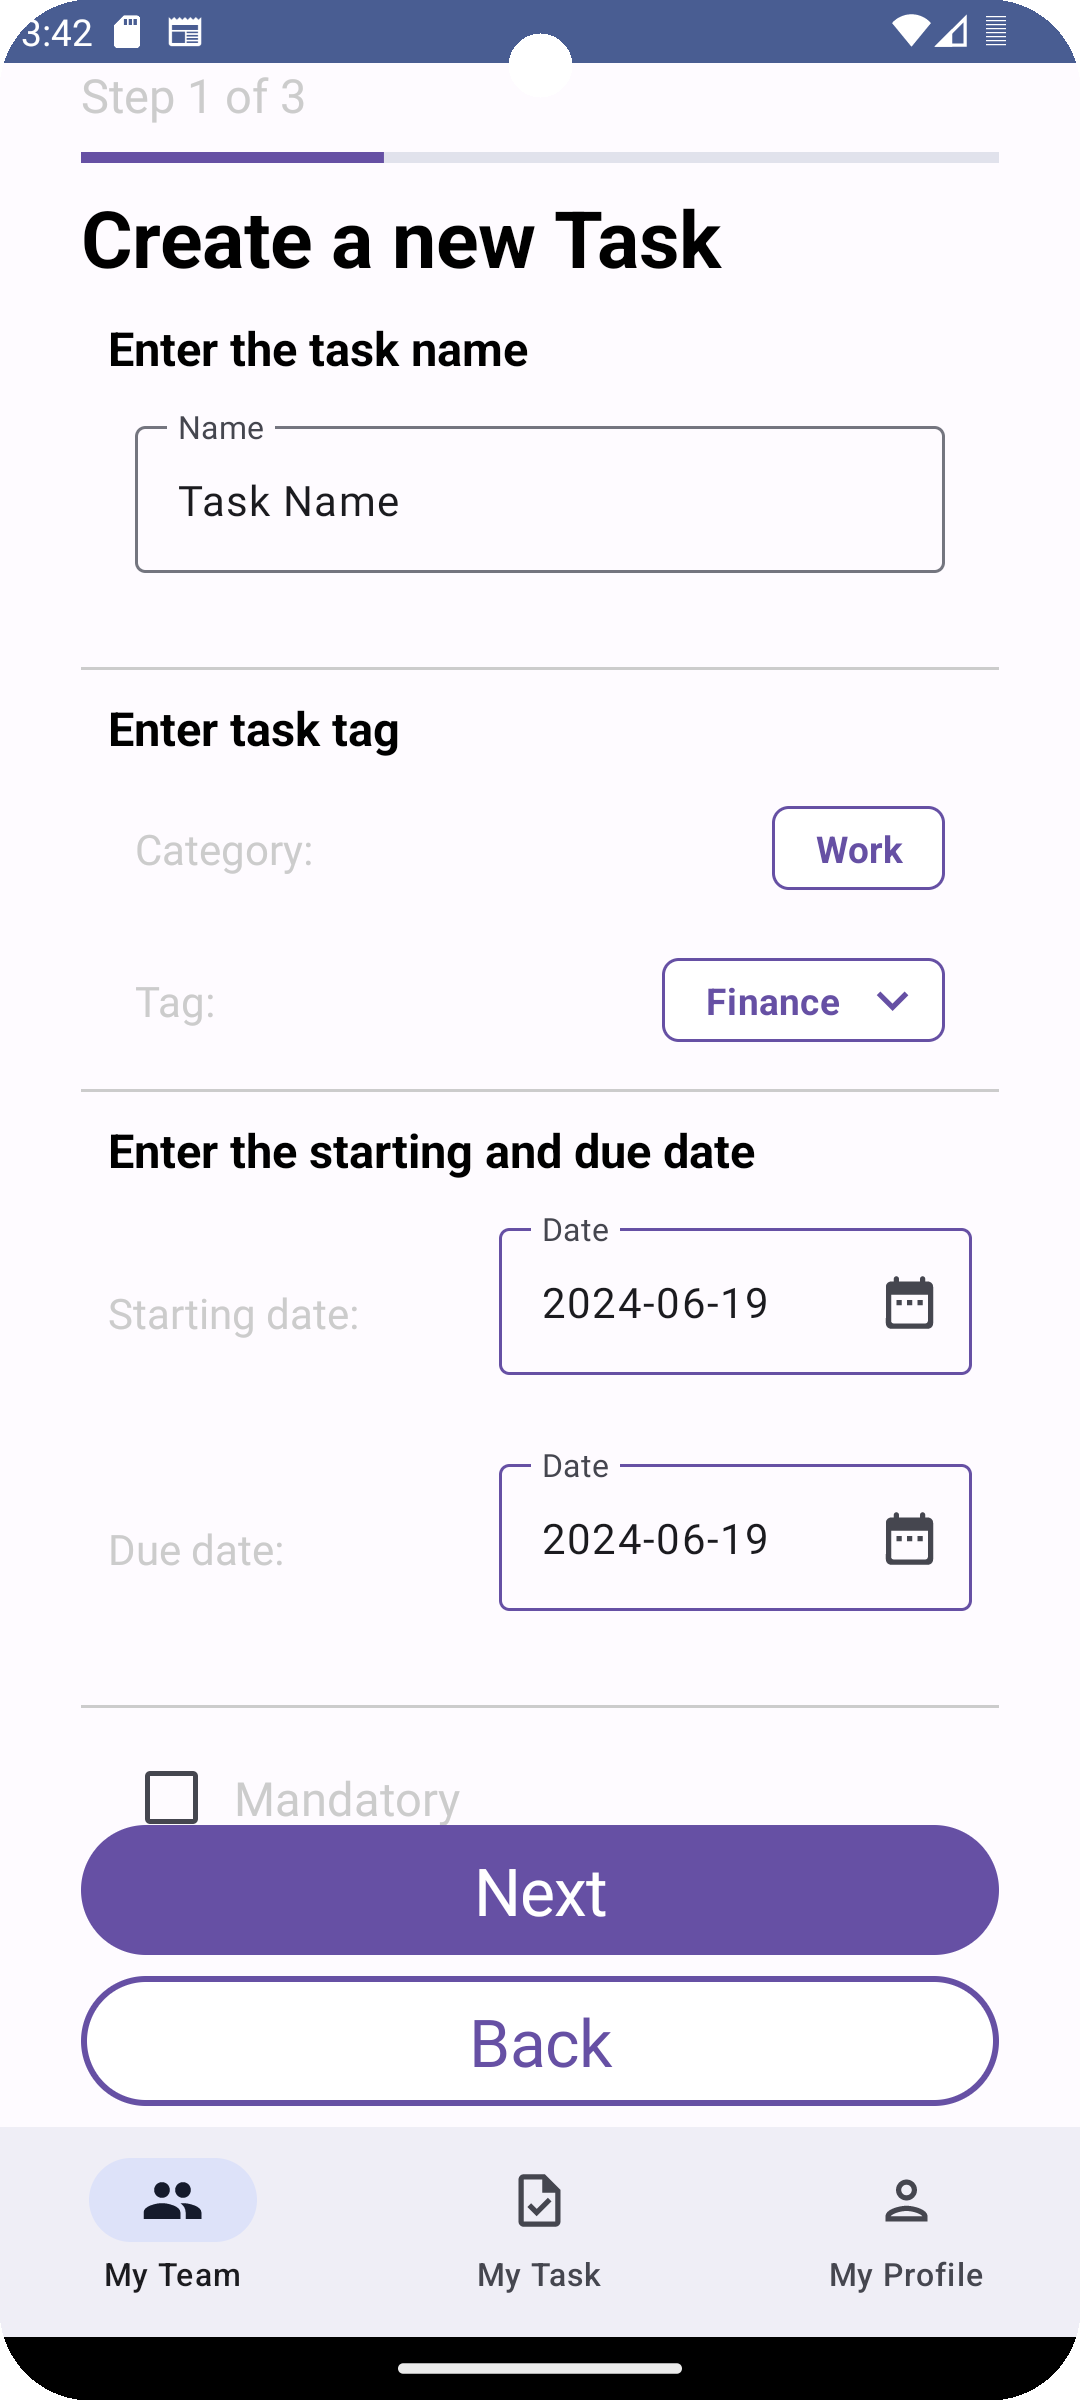 3:42
Step 1 of 3
Create a new Task
Enter the task name
Name
Task Name
Enter task tag
Category:
Work
Tag:
Finance
Enter the starting and due date
Date
Starting date:
2024-06-19
Date
Due date:
2024-06-19
Mandatory
Next
Back
My Team
My Task
My Profile